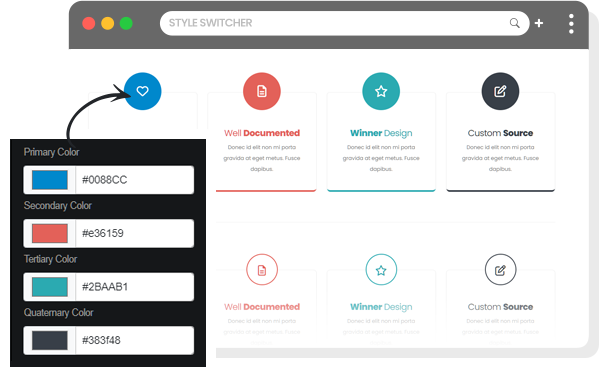 STYLE SWITCHER
Well Documented
Donec id elit non mi porta
gravida at eget metus. Fusce
dapibus.
Winner Design
Donec id elit non mi porta
gravida at eget metus. Fusce
dapibus.
Custom Source
Donec id elit non mi porta
gravida at eget metus. Fusce
dapibus.
Primary Color
#0088CC
Secondary Color
#e36159
Tertiary Color
#2BAAB1
Quaternary Color
#383f48
Well Documented
Donec id elit non mi porta
gravida at eget metus. Fusce
Winner Design
Donec id elit non mi porta
gravida at eget metus. Fusce
Custom Source
Donec id elit non mi porta
gravida at eget metus. Fusce